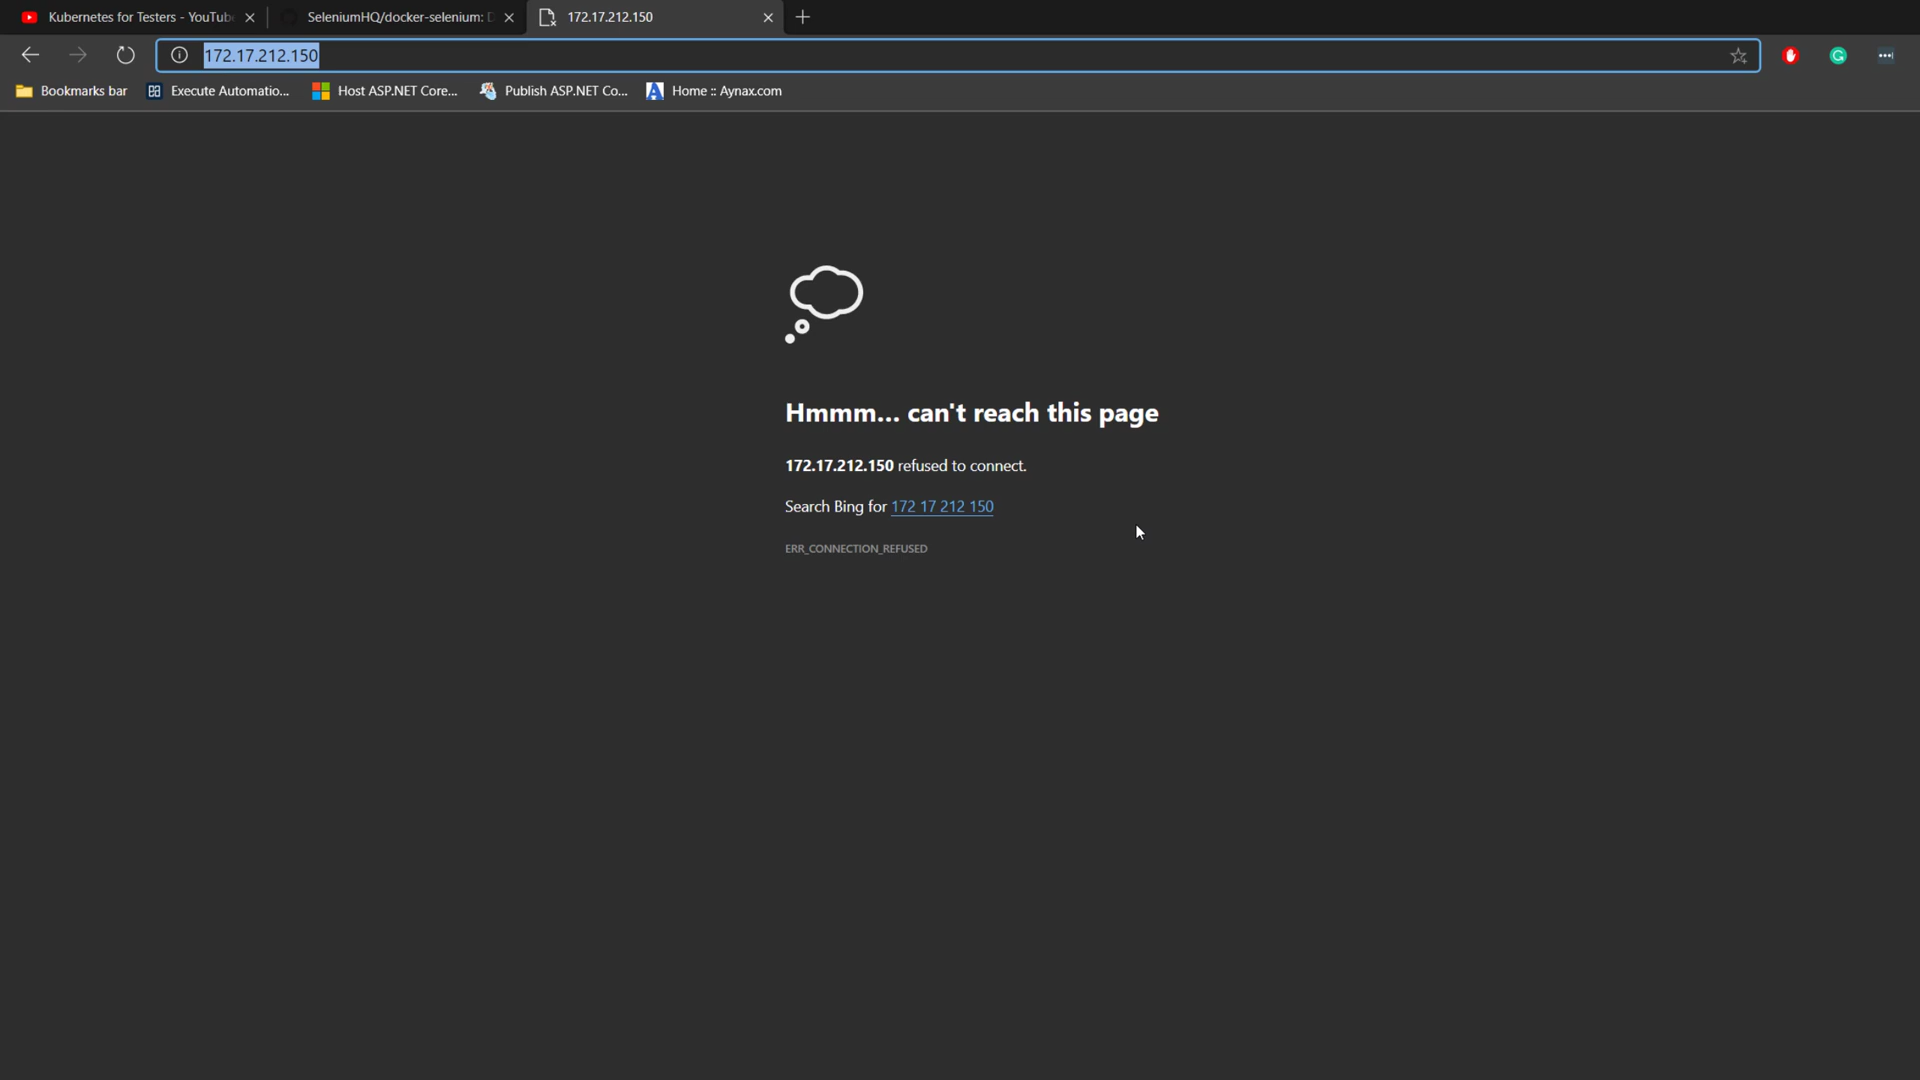 Kubernetes for Testers - YouTub
SeleniumHQ/docker-selenium: D
172.17.212.150
172.17.212.150
Bookmarks bar
Execute Automatio...
Host ASP.NET Core...
Publish ASP.NET Co...
Home :: Aynax.com
Hmmm... can't reach this page
172.17.212.150 refused to connect.
Search Bing for 172 17 212 150
ERR_CONNECTION_REFUSED